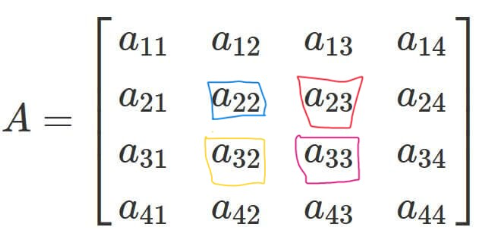 a11 a12 a13 a14
a21 a22 a23 a24
A =
a31 a32 a33 a34
a41 a42 a43 a44